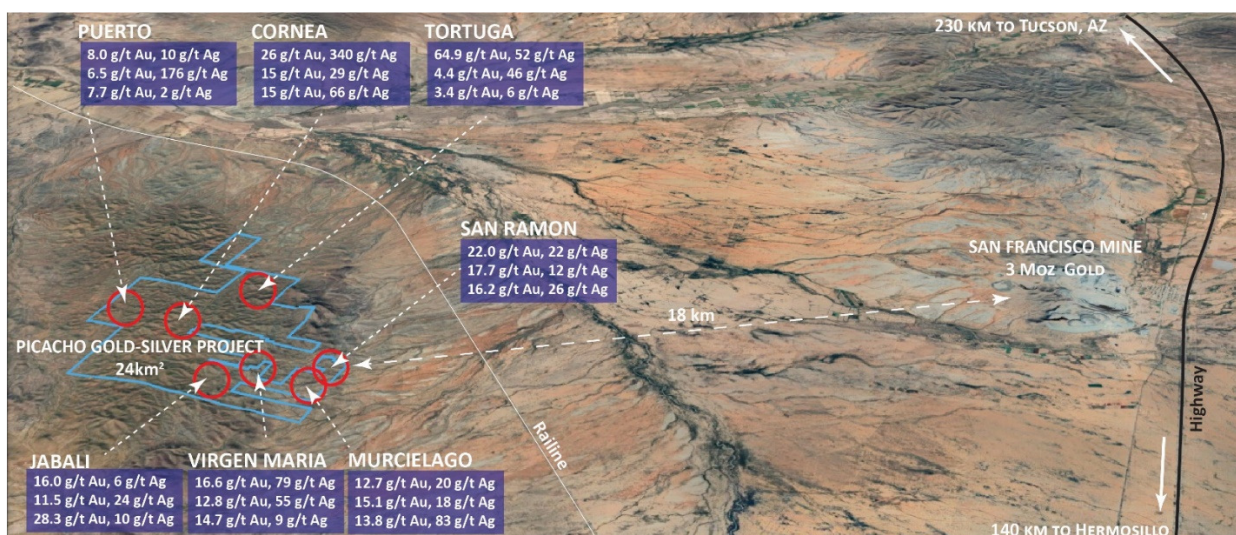 PUERTO
8.0 g/t Au, 10 g/t Ag
6.5 g/t Au, 176 g/t Ag
7.7 g/t Au, 2 g/t Ag
CORNEA
26 g/t Au, 340 g/t Ag
15 g/t Au, 29 g/t Ag
15 g/t Au, 66 g/t Ag
TORTUGA
64.9 g/t Au, 52 g/t Ag
4.4 g/t Au, 46 g/t Ag
3.4 g/t Au, 6 g/t Ag
230 KM TO TUCSON, AZ
SAN RAMON
22.0 g/t Au, 22 g/t Ag
17.7 g/t Au, 12 g/t Ag
16.2 g/t Au, 26 g/t Ag
SAN FRANCISCO MINE
3 MOZ GOLD
18 km
PICACHO GOLD-SILVER PROJECT
24km²
Highway
Railine
JABALI
16.0 g/t Au, 6 g/t Ag
11.5 g/t Au, 24 g/t Ag
28.3 g/t Au, 10 g/t Ag
VIRGEN MARIA
16.6 g/t Au, 79 g/t Ag
12.8 g/t Au, 55 g/t Ag
14.7 g/t Au, 9 g/t Ag
MURCIELAGO
12.7 g/t Au, 20 g/t Ag
15.1 g/t Au, 18 g/t Ag
13.8 g/t Au, 83 g/t Ag
140 KM TO HERMOSILLO